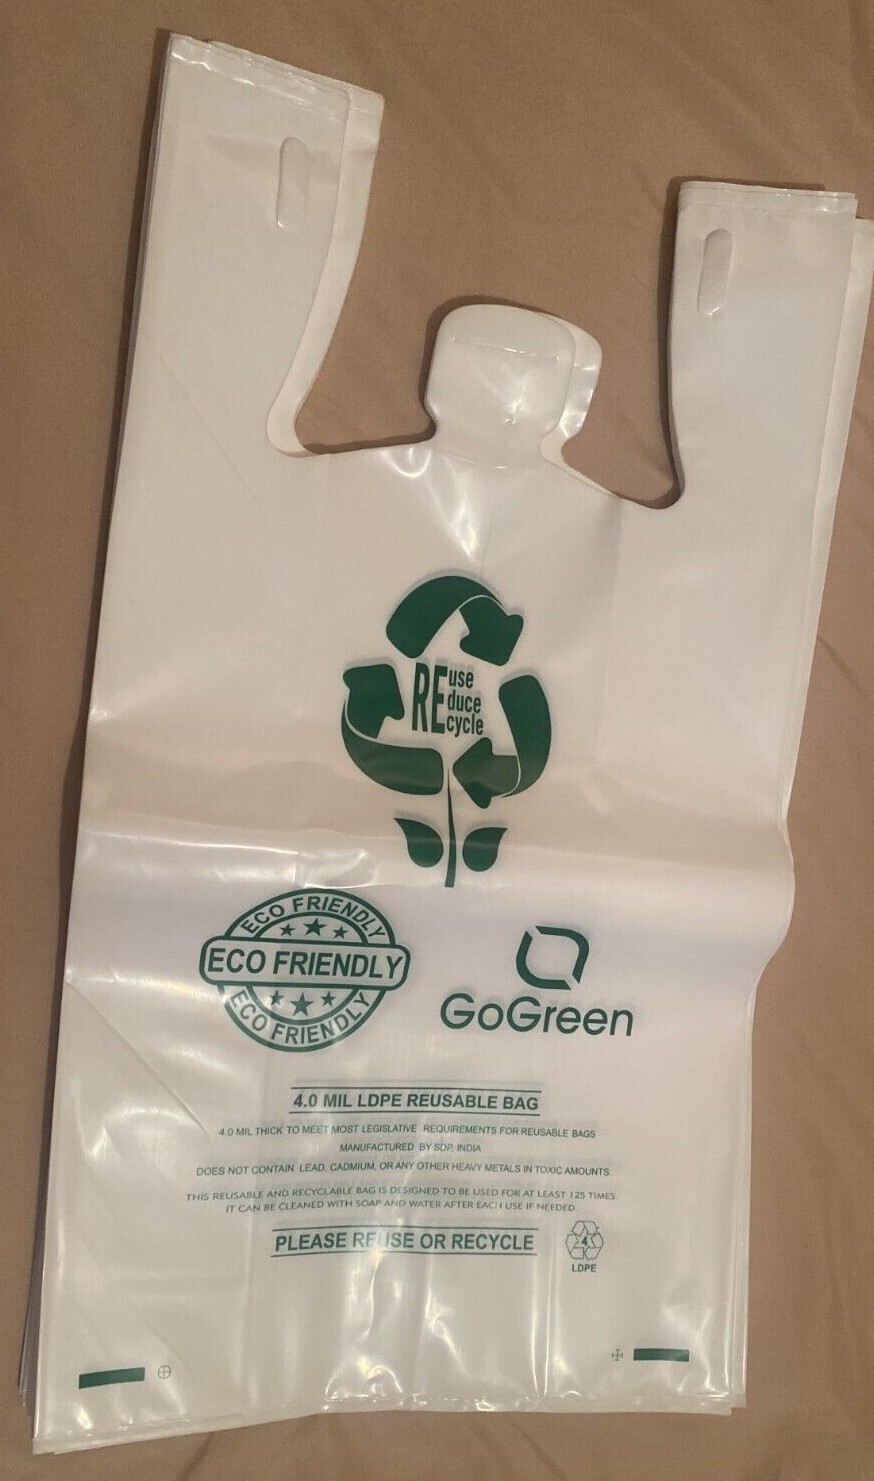 REuse
REduce
REcycle
ECO FRIENDLY
ECO FRIENDLY
ECO FRIENDLY
GoGreen
4.0 MIL LDPE REUSABLE BAG
4.0 MIL THICK TO MEET MOST LEGISLATIVE REQUIREMENTS FOR REUSABLE BAGS
MANUFACTURED BY SDP, INDIA
DOES NOT CONTAIN LEAD, CADMIUM, OR ANY OTHER HEAVY METALS IN TOXIC AMOUNTS.
THIS REUSABLE AND RECYCLABLE BAG IS DESIGNED TO BE USED FOR AT LEAST 125 TIMES.
IT CAN BE CLEANED WITH SOAP AND WATER AFTER EACH USE IF NEEDED.
PLEASE REUSE OR RECYCLE
4
LDPE